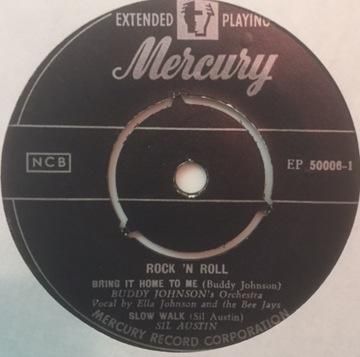 EXTENDED PLAYING
Mercury
NCB
EP 50006-1
ROCK 'N ROLL
BRING IT HOME TO ME (Buddy Johnson)
BUDDY JOHNSON's Orchestra
Vocal by Ella Johnson and the Bee Jays
SLOW WALK (Sil Austin)
SIL AUSTIN
MERCURY RECORD CORPORATION